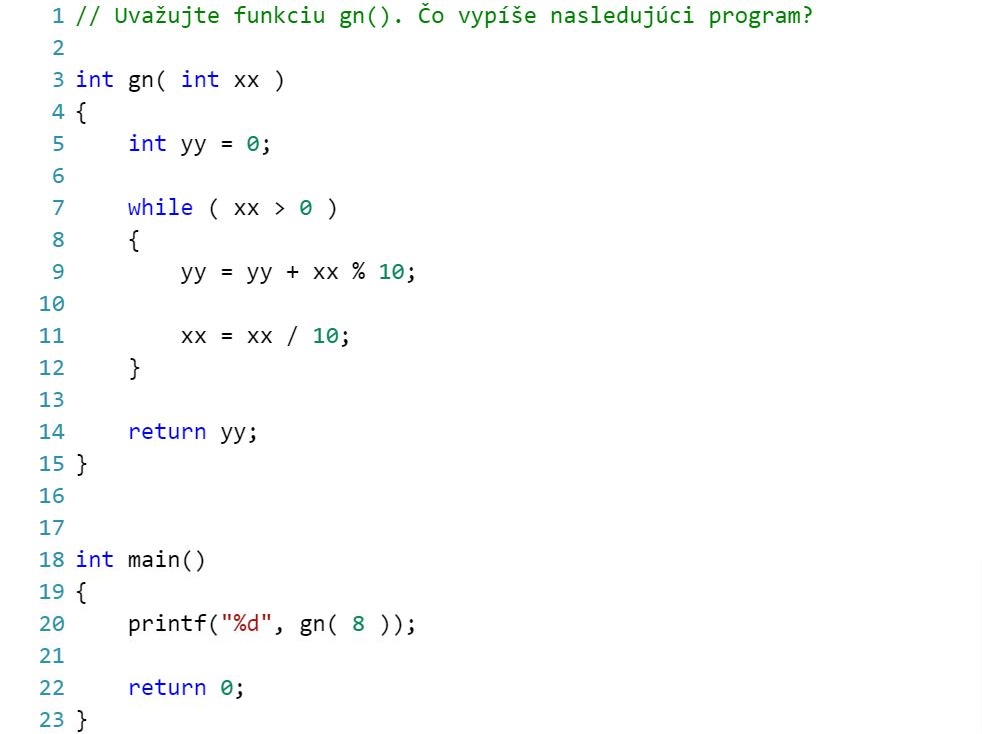 1 // Uvažujte funkciu gn(). Čo vypíše nasledujúci program?
2
3 int gn( int xx )
4 {
5     int yy = 0;
6
7     while ( xx > 0 )
8     {
9         yy = yy + xx % 10;
10
11         xx = xx / 10;
12     }
13
14     return yy;
15 }
16
17
18 int main()
19 {
20     printf("%d", gn( 8 ));
21
22     return 0;
23 }